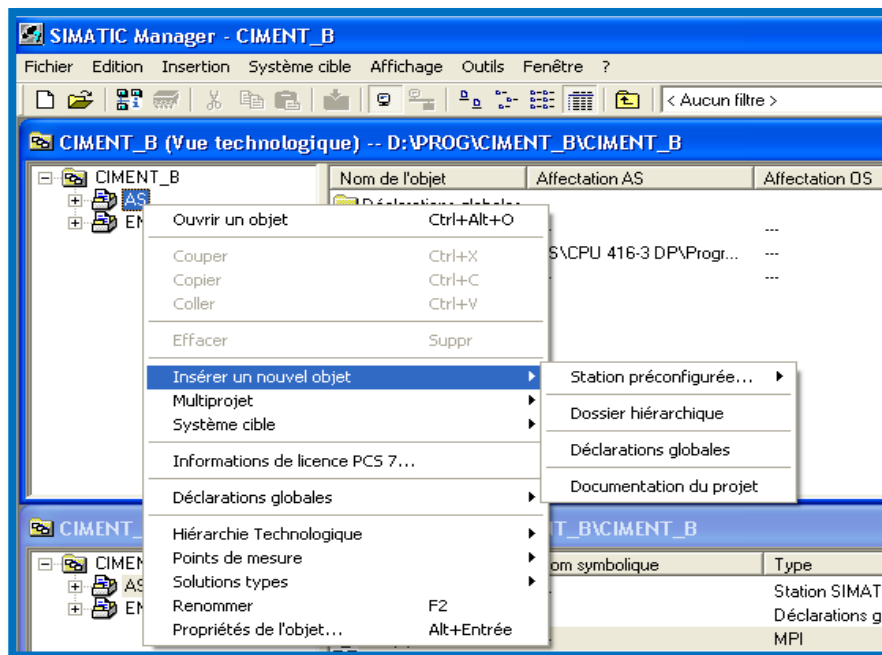 SIMATIC Manager - CIMENT_B
Fichier Edition Insertion Système cible Affichage Outils Fenêtre ?
< Aucun filtre >
CIMENT_B (Vue technologique) -- D:\PROG\CIMENT_B\CIMENT_B
CIMENT_B
AS
Nom de l'objet Affectation AS Affectation OS
Déclarations globales
---
S\CPU 416-3 DP\Progr... ---
---
Ouvrir un objet Ctrl+Alt+O
Couper Ctrl+X
Copier Ctrl+C
Coller Ctrl+V
Effacer Suppr
Insérer un nouvel objet
Multiprojet
Système cible
Informations de licence PCS 7...
Déclarations globales
Hiérarchie Technologique
Points de mesure
Solutions types
Renommer F2
Propriétés de l'objet... Alt+Entrée
Station préconfigurée...
Dossier hiérarchique
Déclarations globales
Documentation du projet
CIMENT_ T_B\CIMENT_B
CIMEN
AS
om symbolique Type
Station SIMAT
Déclarations g
MPI